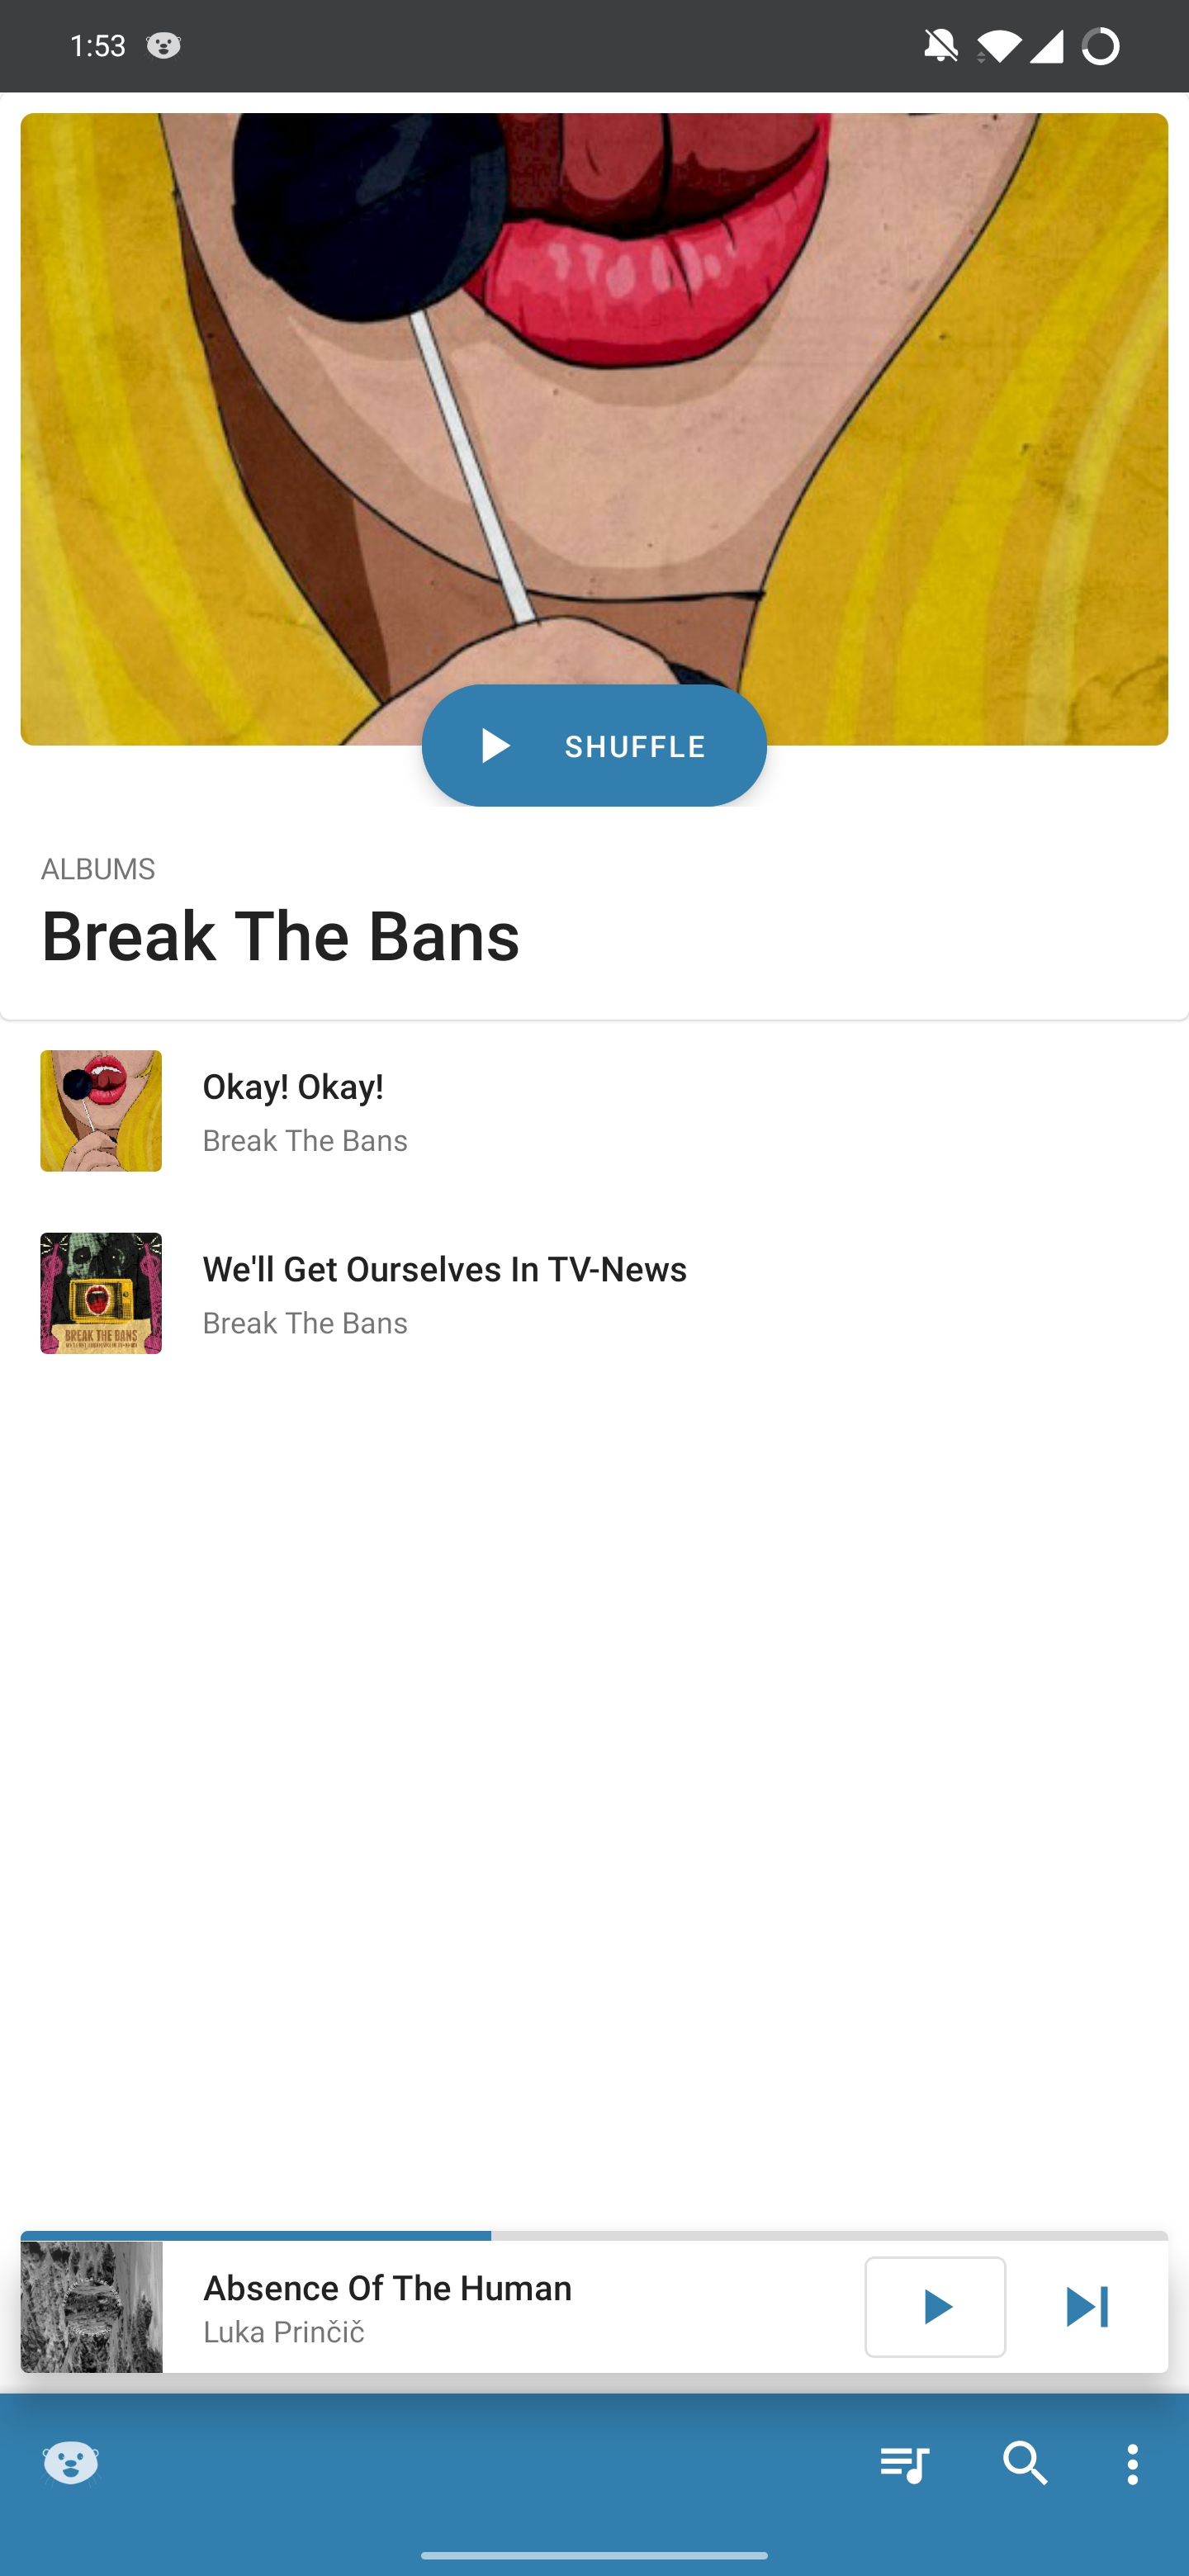 1:53
SHUFFLE
ALBUMS
Break The Bans
Okay! Okay!
Break The Bans
We'll Get Ourselves In TV-News
Break The Bans
BREAK THE BANS
Absence Of The Human
Luka Prinčič